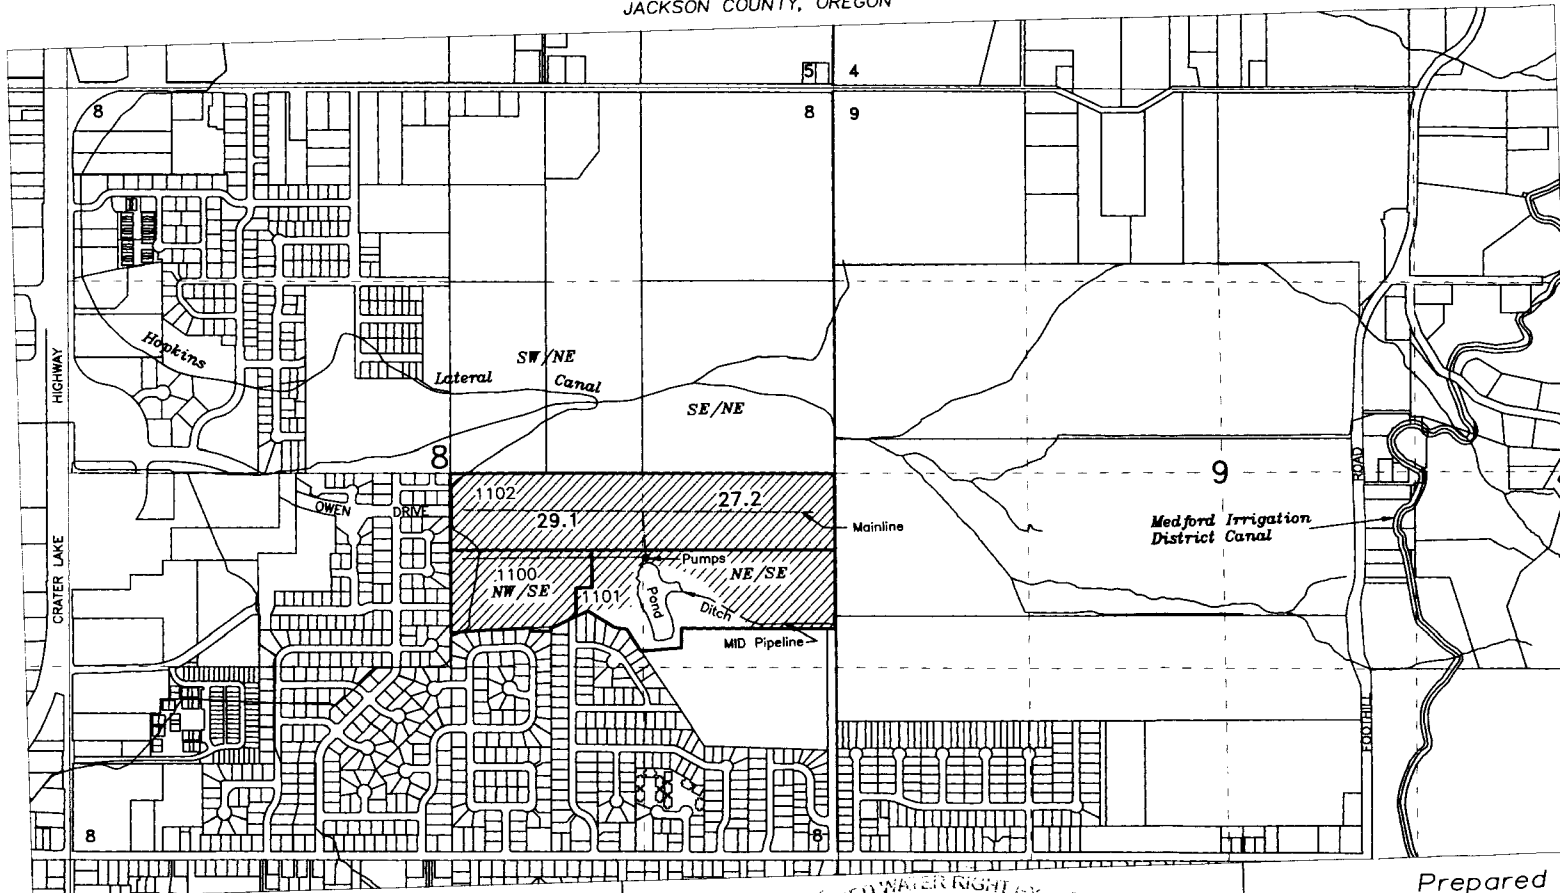 JACKSON COUNTY, OREGON
5 4
8 8 9
Hopkins
HIGHWAY
SW/NE
Lateral Canal
SE/NE
8
9
ROAD
1102
27.2
OWEN DRIVE
29.1
Mainline
Medford Irrigation
District Canal
CRATER LAKE
Pumps
1100
NE/SE
NW/SE
1101
Pond
Ditch
MID Pipeline
FOOTHILL
8
8
WATER RIGHT
Prepared